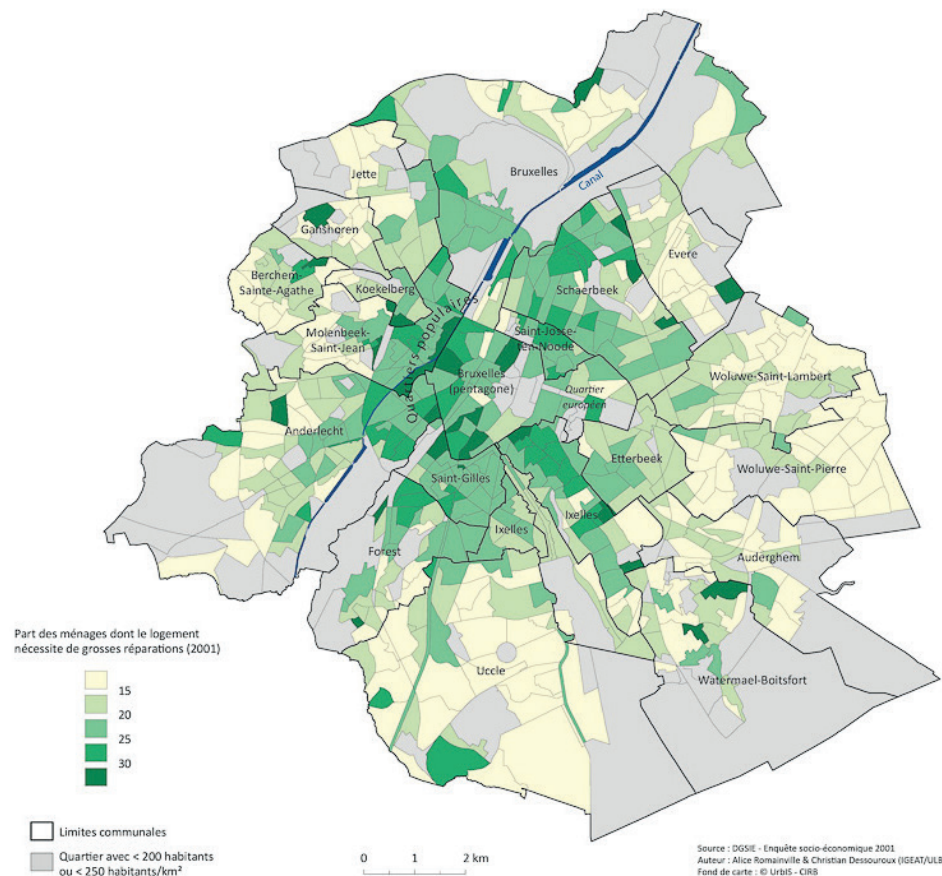 Bruxelles
Canal
Jette
Ganshoren
Evere
Berchem-
Sainte-Agathe
Koekelberg
Schaerbeek
Quartiers populaires
Molenbeek-
Saint-Jean
Saint-Josse-
ten-Noode
Bruxelles
(pentagone)
Woluwe-Saint-Lambert
Quartier
européen
Anderlecht
Etterbeek
Woluwe-Saint-Pierre
Saint-Gilles
Ixelles
Ixelles
Forest
Auderghem
Part des ménages dont le logement
nécessite de grosses réparations (2001)
15
20
25
30
Uccle
Watermael-Boitsfort
Limites communales
Quartier avec < 200 habitants
ou < 250 habitants/km²
0 1 2 km
Source : DGSIE - Enquête socio-économique 2001
Auteur : Alice Romainville & Christian Dessouroux (IGEAT/ULB
Fond de carte : © UrbIS - CIRB